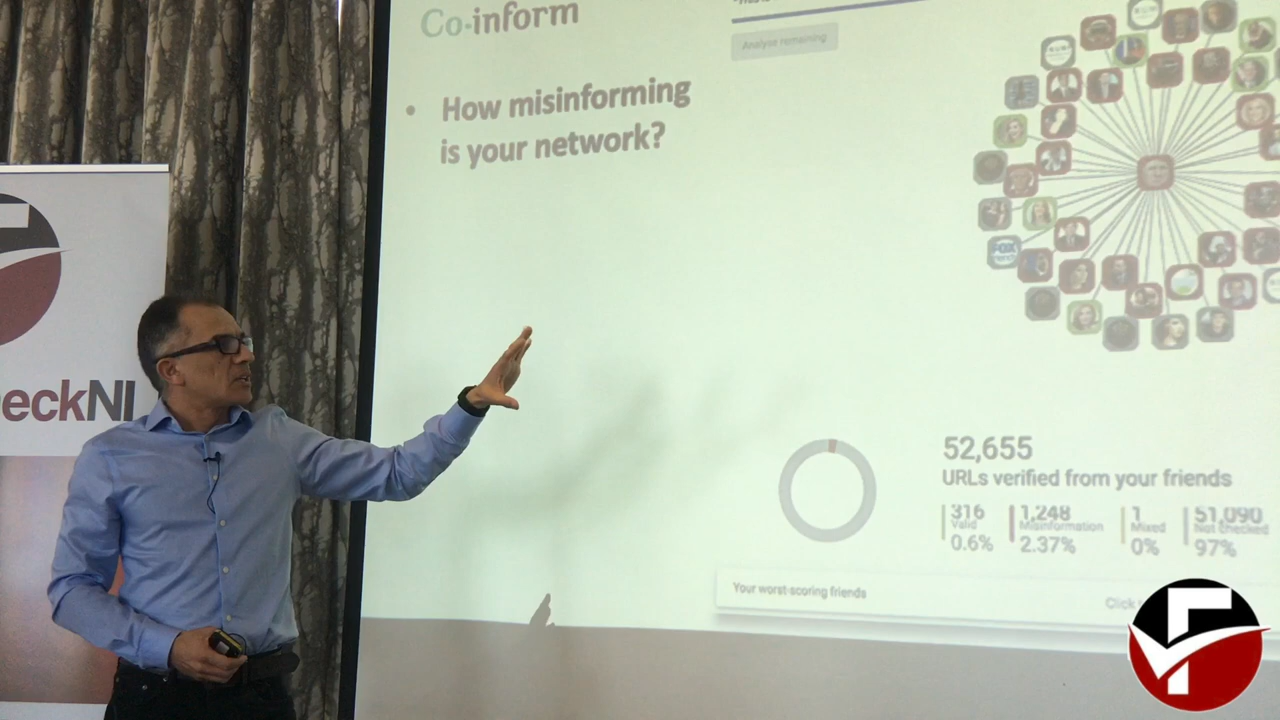 Co-inform
Analyse remaining
• How misinforming
is your network?
FOX
eckNI
52,655
URLs verified from your friends
316
Valid
0.6%
1,248
Misinformation
2.37%
1
Mixed
0%
51,090
Not checked
97%
Your worst-scoring friends
Click